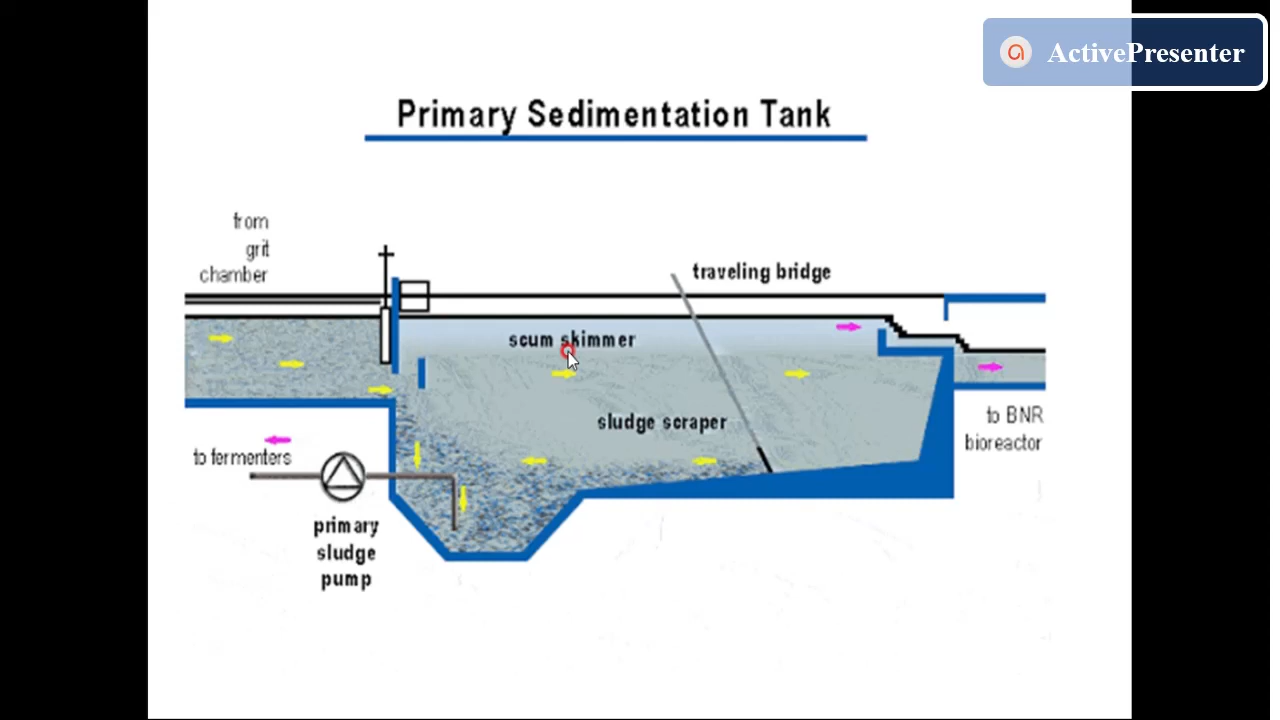 ActivePresenter
Primary Sedimentation Tank
from
grit
chamber
traveling bridge
scum skimmer
sludge scraper
to BNR
bioreactor
to fermenters
primary
sludge
pump